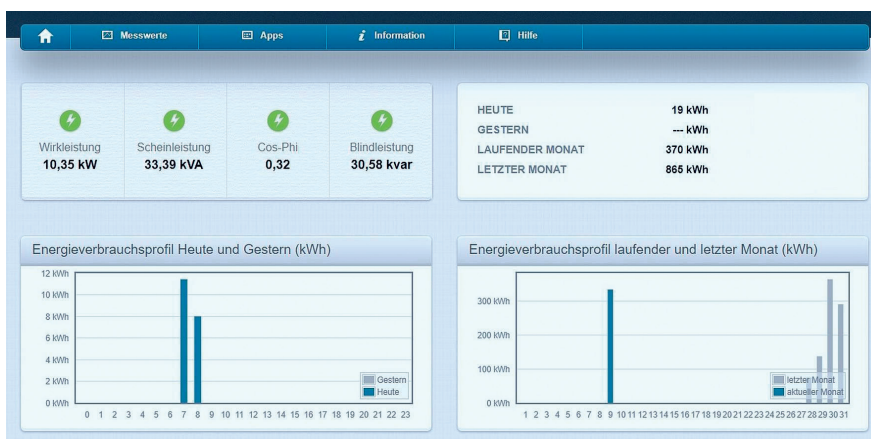 Messwerte Apps Information Hilfe
Wirkleistung Scheinleistung Cos-Phi Blindleistung
10,35 kW 33,39 kVA 0,32 30,58 kvar
HEUTE 19 kWh
GESTERN --- kWh
LAUFENDER MONAT 370 kWh
LETZTER MONAT 865 kWh
Energieverbrauchsprofil Heute und Gestern (kWh)
12 kWh
10 kWh
8 kWh
6 kWh
4 kWh
2 kWh
0 kWh
Gestern
Heute
0 1 2 3 4 5 6 7 8 9 10 11 12 13 14 15 16 17 18 19 20 21 22 23
Energieverbrauchsprofil laufender und letzter Monat (kWh)
300 kWh
200 kWh
100 kWh
0 kWh
letzter Monat
aktueller Monat
1 2 3 4 5 6 7 8 9 10 11 12 13 14 15 16 17 18 19 20 21 22 23 24 25 26 27 28 29 30 31